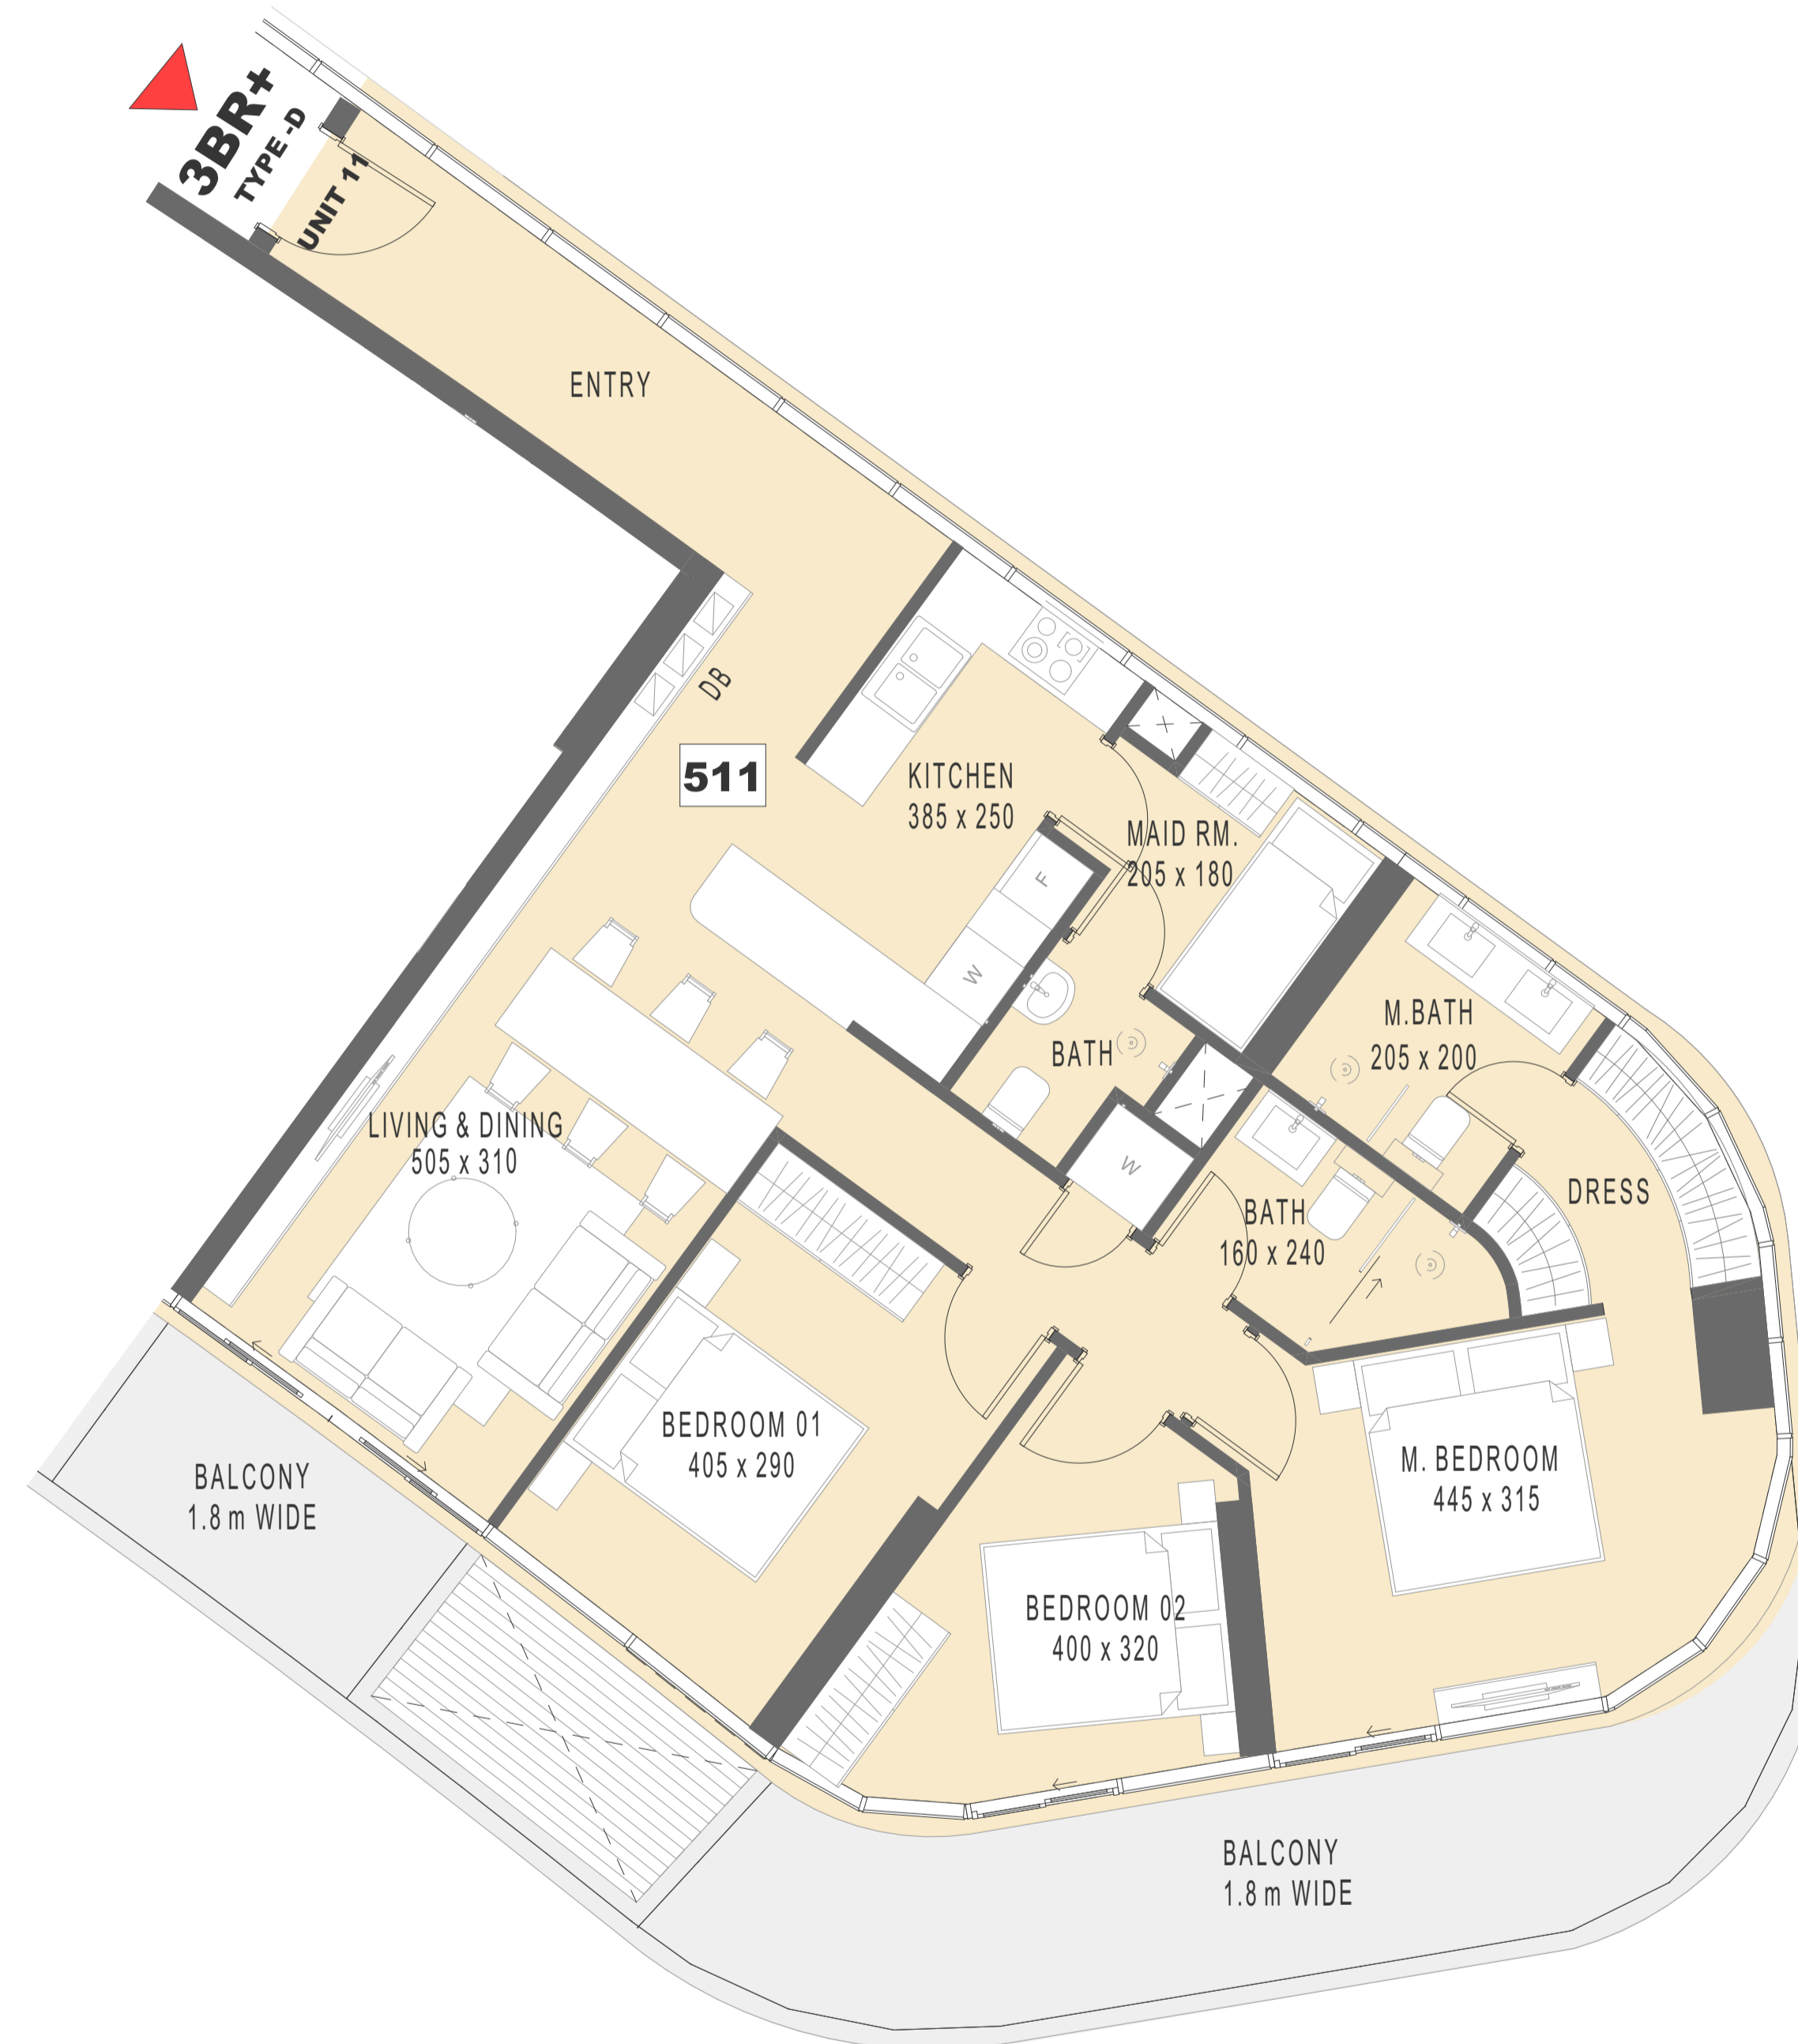 3BR+
TYPE -D
UNIT 11
ENTRY
DB
511
KITCHEN
385 x 250
MAID RM.
205 x 180
F
W
M.BATH
205 x 200
BATH
LIVING & DINING
505 x 310
W
DRESS
BATH
160 x 240
BEDROOM 01
405 x 290
M. BEDROOM
445 x 315
BALCONY
1.8 m WIDE
BEDROOM 02
400 x 320
BALCONY
1.8 m WIDE